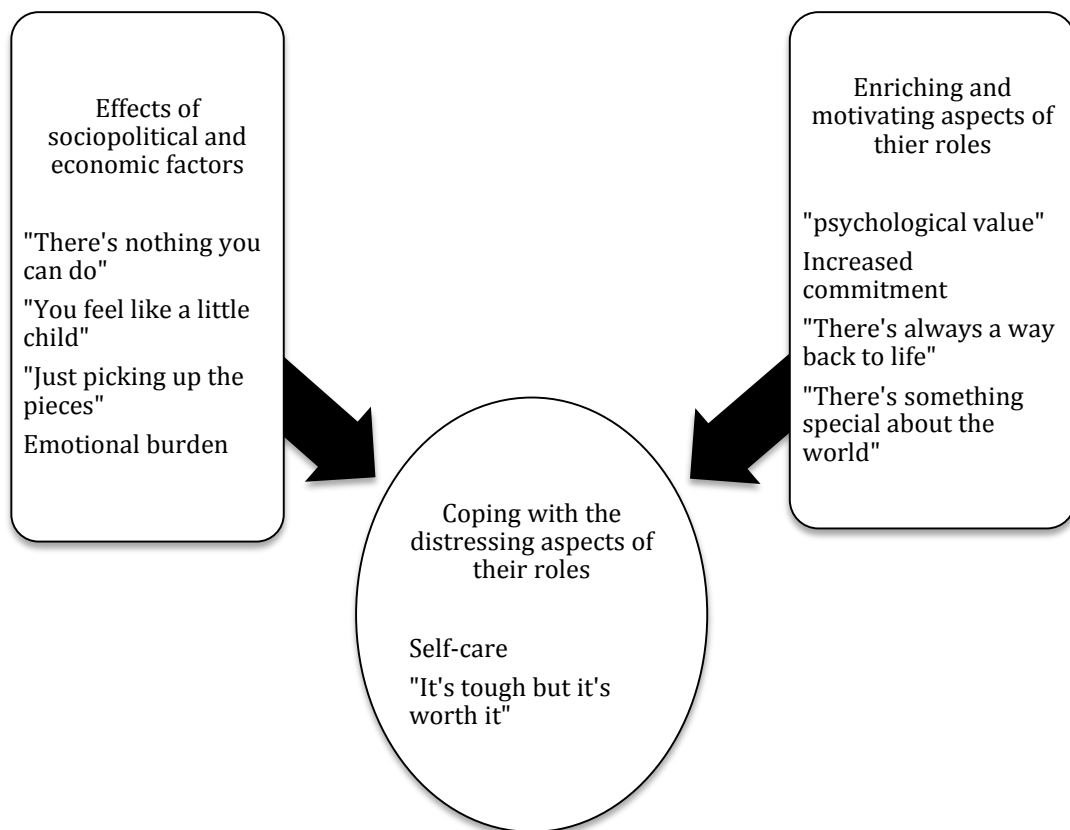 Effects of
sociopolitical and
economic factors
"There's nothing you
can do"
"You feel like a little
child"
"Just picking up the
pieces"
Emotional burden
Enriching and
motivating aspects of
thier roles
"psychological value"
Increased
commitment
"There's always a way
back to life"
"There's something
special about the
world"
Coping with the
distressing aspects of
their roles
Self-care
"It's tough but it's
worth it"